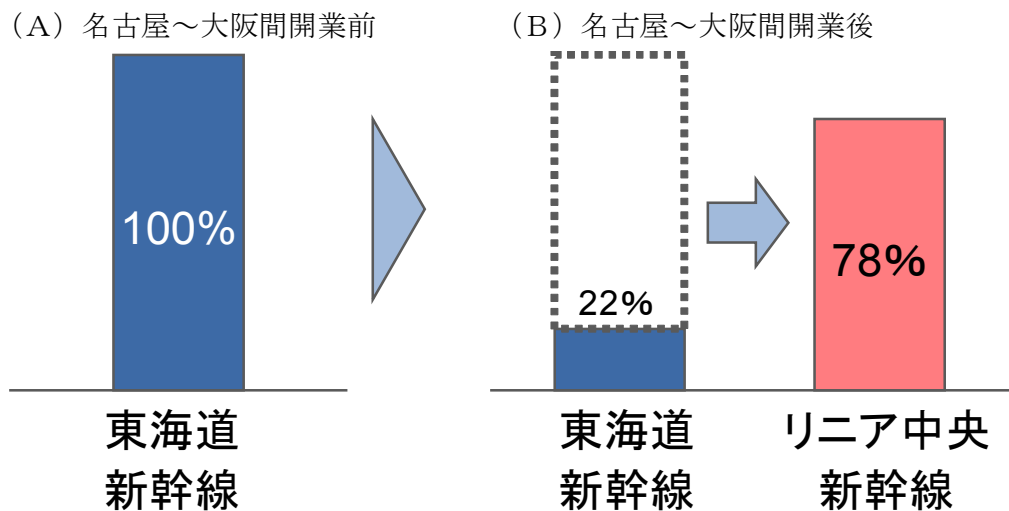 （A）名古屋～大阪間開業前
（B）名古屋～大阪間開業後
100%
22%
78%
東海道
新幹線
東海道
新幹線
リニア中央
新幹線